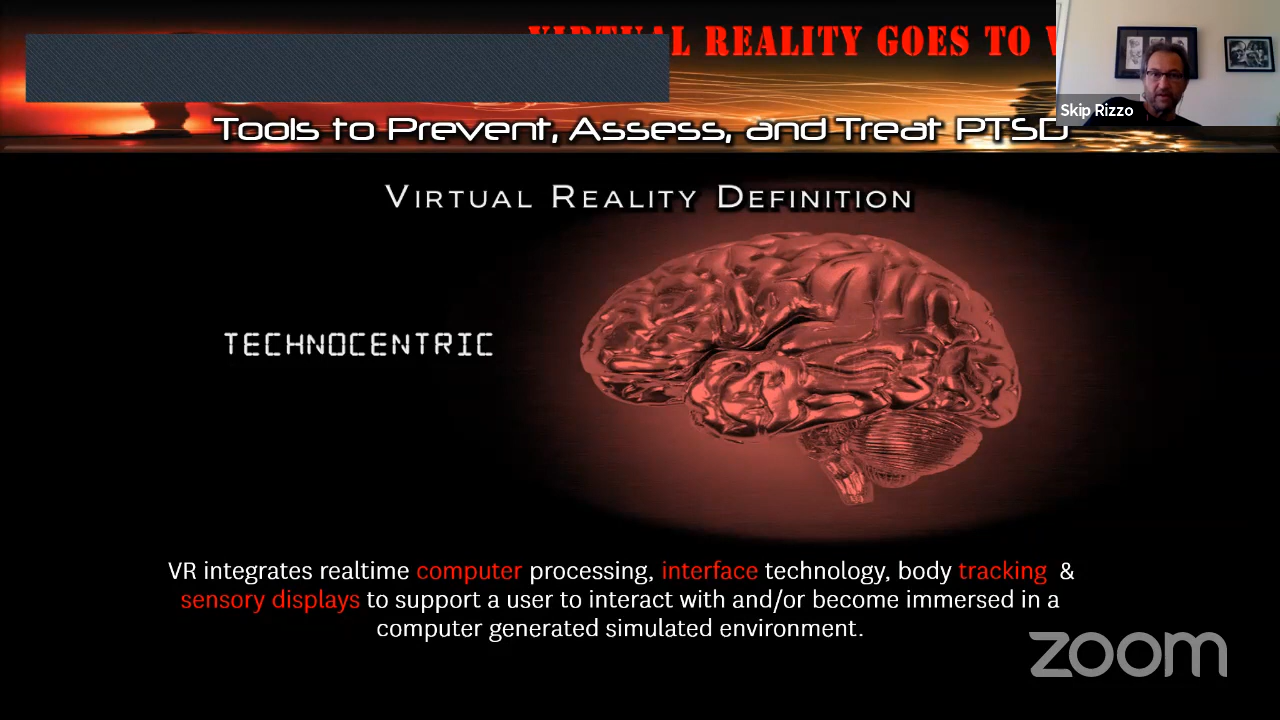 L REALITY GOES TO
Skip Rizzo
Tools to Prevent, Assess, and Treat PTSD
VIRTUAL REALITY DEFINITION
TECHNOCENTRIC
VR integrates realtime computer processing, interface technology, body tracking &
sensory displays to support a user to interact with and/or become immersed in a
computer generated simulated environment.
zoom